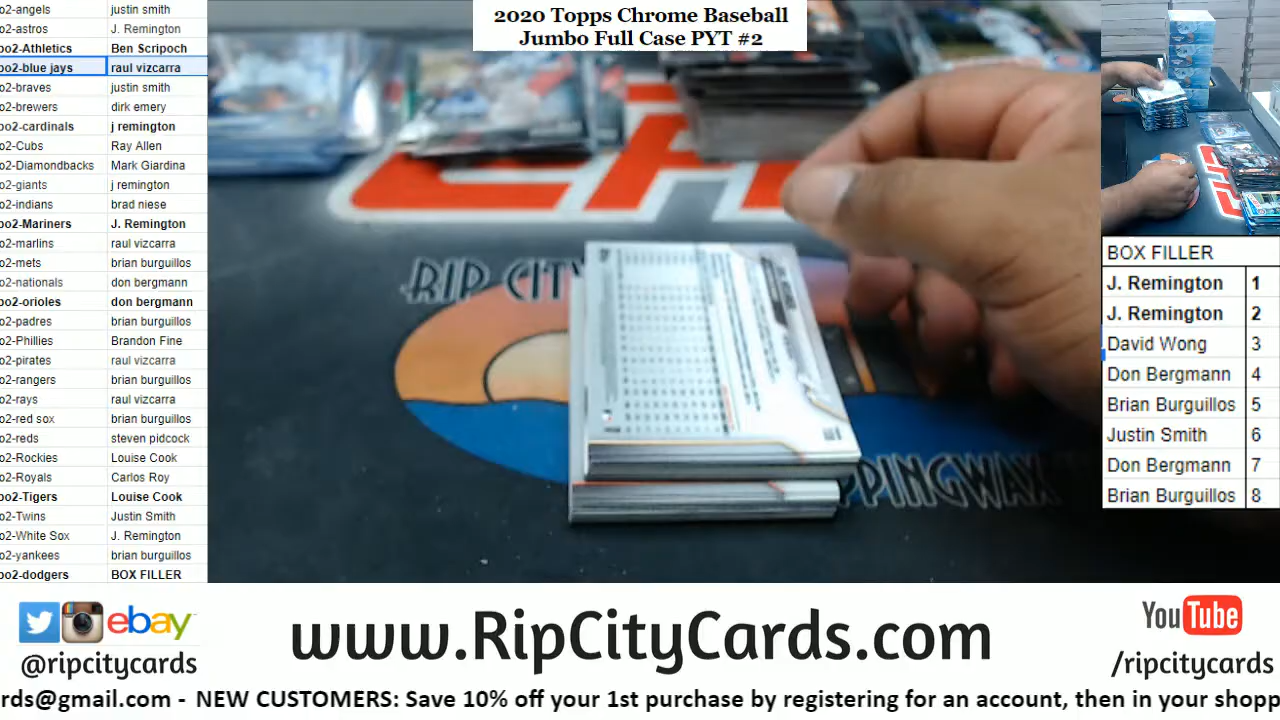 2020 Topps Chrome Baseball
Jumbo Full Case PYT #2
o2-angels justin smith
o2-astros J. Remington
oo2-Athletics Ben Scripoch
oo2-blue jays raul vizcarra
o2-braves justin smith
o2-brewers dirk emery
oo2-cardinals j remington
o2-Cubs Ray Allen
o2-Diamondbacks Mark Giardina
o2-giants j remington
o2-indians brad niese
oo2-Mariners J. Remington
o2-marlins raul vizcarra
o2-mets brian burguillos
o2-nationals don bergmann
oo2-orioles don bergmann
o2-padres brian burguillos
o2-Phillies Brandon Fine
o2-pirates raul vizcarra
o2-rangers brian burguillos
o2-rays raul vizcarra
o2-red sox brian burguillos
o2-reds steven pidcock
o2-Rockies Louise Cook
o2-Royals Carlos Roy
oo2-Tigers Louise Cook
o2-Twins Justin Smith
o2-White Sox J. Remington
o2-yankees brian burguillos
oo2-dodgers BOX FILLER
RIP CITY
PPINGWAX
BOX FILLER
J. Remington 1
J. Remington 2
David Wong 3
Don Bergmann 4
Brian Burguillos 5
Justin Smith 6
Don Bergmann 7
Brian Burguillos 8
ebay
@ripcitycards
www.RipCityCards.com
YouTube
/ripcitycards
rds@gmail.com - NEW CUSTOMERS: Save 10% off your 1st purchase by registering for an account, then in your shopp